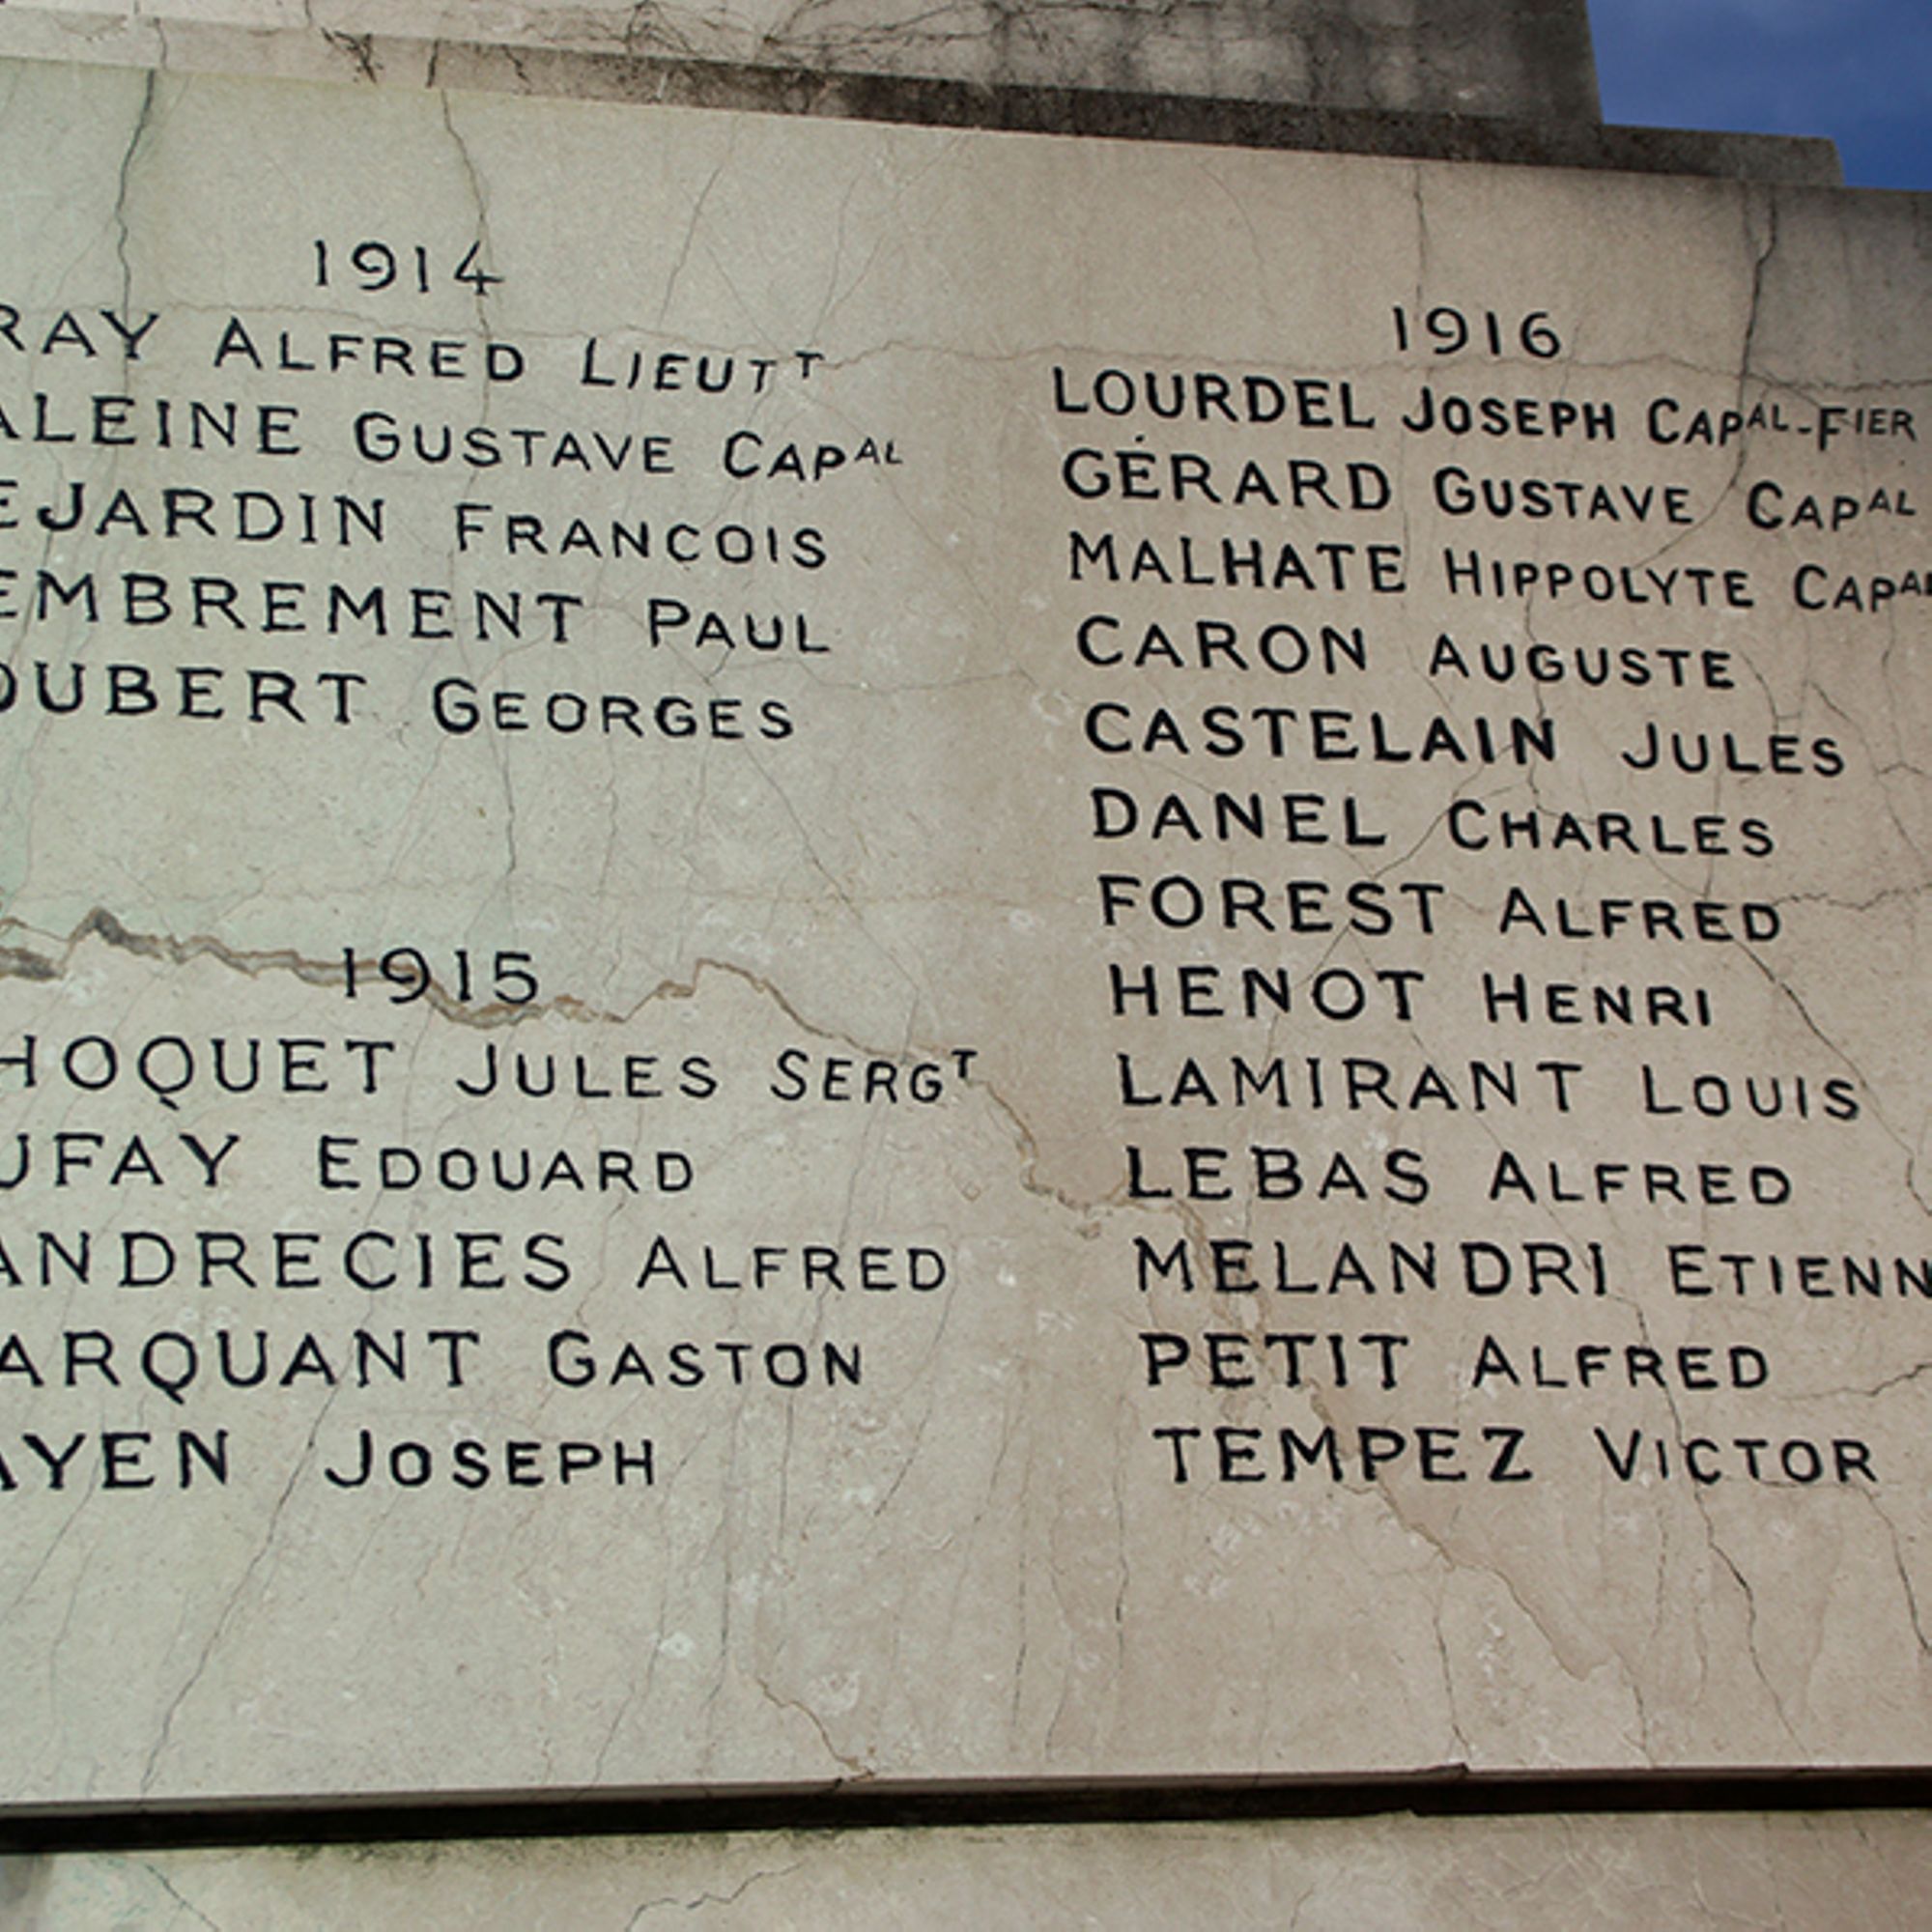 1914
RAY ALFRED LIEUTT
ALEINE GUSTAVE CAPAL
EJARDIN FRANCOIS
EMBREMENT PAUL
OUBERT GEORGES
1915
HOQUET JULES SERGT
UFAY EDOUARD
ANDRECIES ALFRED
ARQUANT GASTON
AYEN JOSEPH
1916
LOURDEL JOSEPH CAPAL-FIER
GÉRARD GUSTAVE CAPAL
MALHATE HIPPOLYTE CAPAL
CARON AUGUSTE
CASTELAIN JULES
DANEL CHARLES
FOREST ALFRED
HENOT HENRI
LAMIRANT LOUIS
LEBAS ALFRED
MELANDRI ETIENN
PETIT ALFRED
TEMPEZ VICTOR